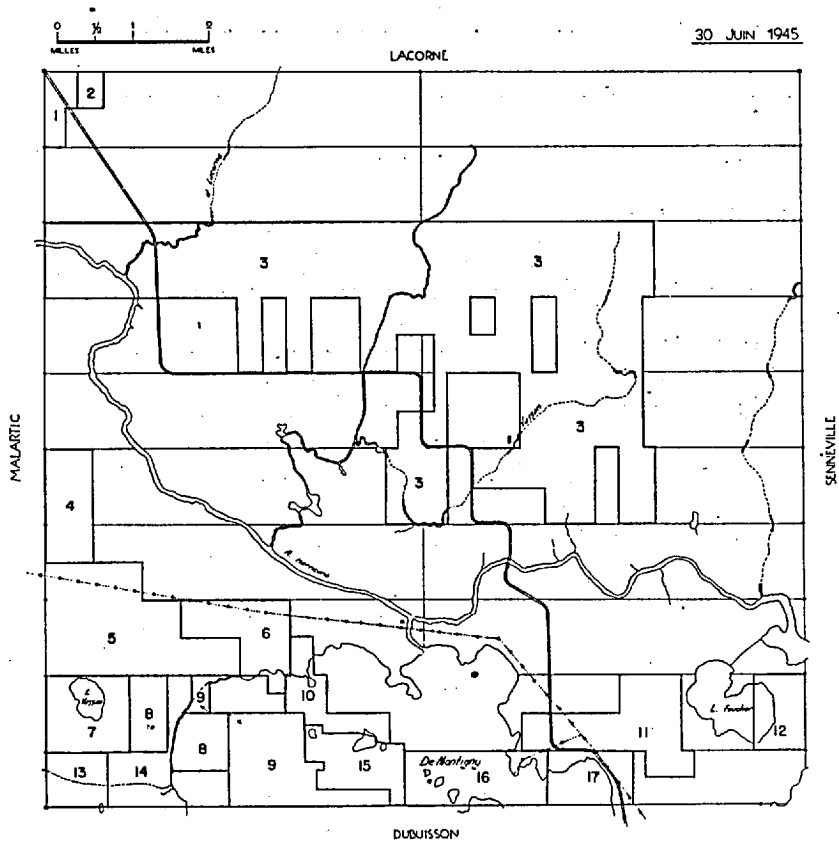 0 ½ 1 2
MILLES MILES
30 JUIN 1945
LACORNE
2
1
3 3
1
MALARTIC
SENNEVILLE
3
3
4
6
5
9 10
8
7
L. Foucher
11 12
8
9
15
De Montigny
16
13 14
17
DUBUISSON